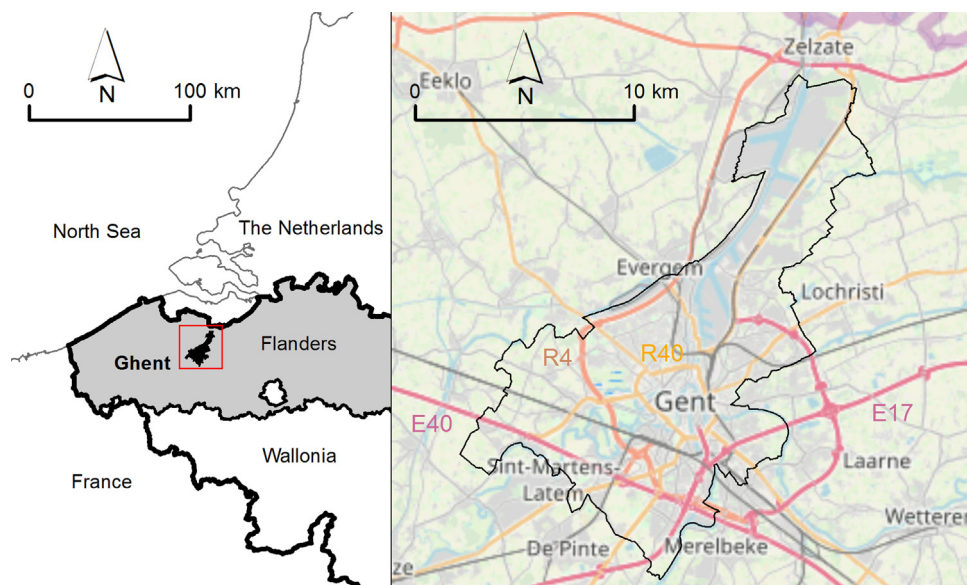 0
100 km
N
North Sea
The Netherlands
Ghent
Flanders
Wallonia
France
Zelzate
Eeklo
N
0
10 km
Evergem
Lochristi
R4
R40
Gent
E40
E17
Sint-Martens-
Latem
Laarne
Wetteren
De Pinte
Merelbeke
ze